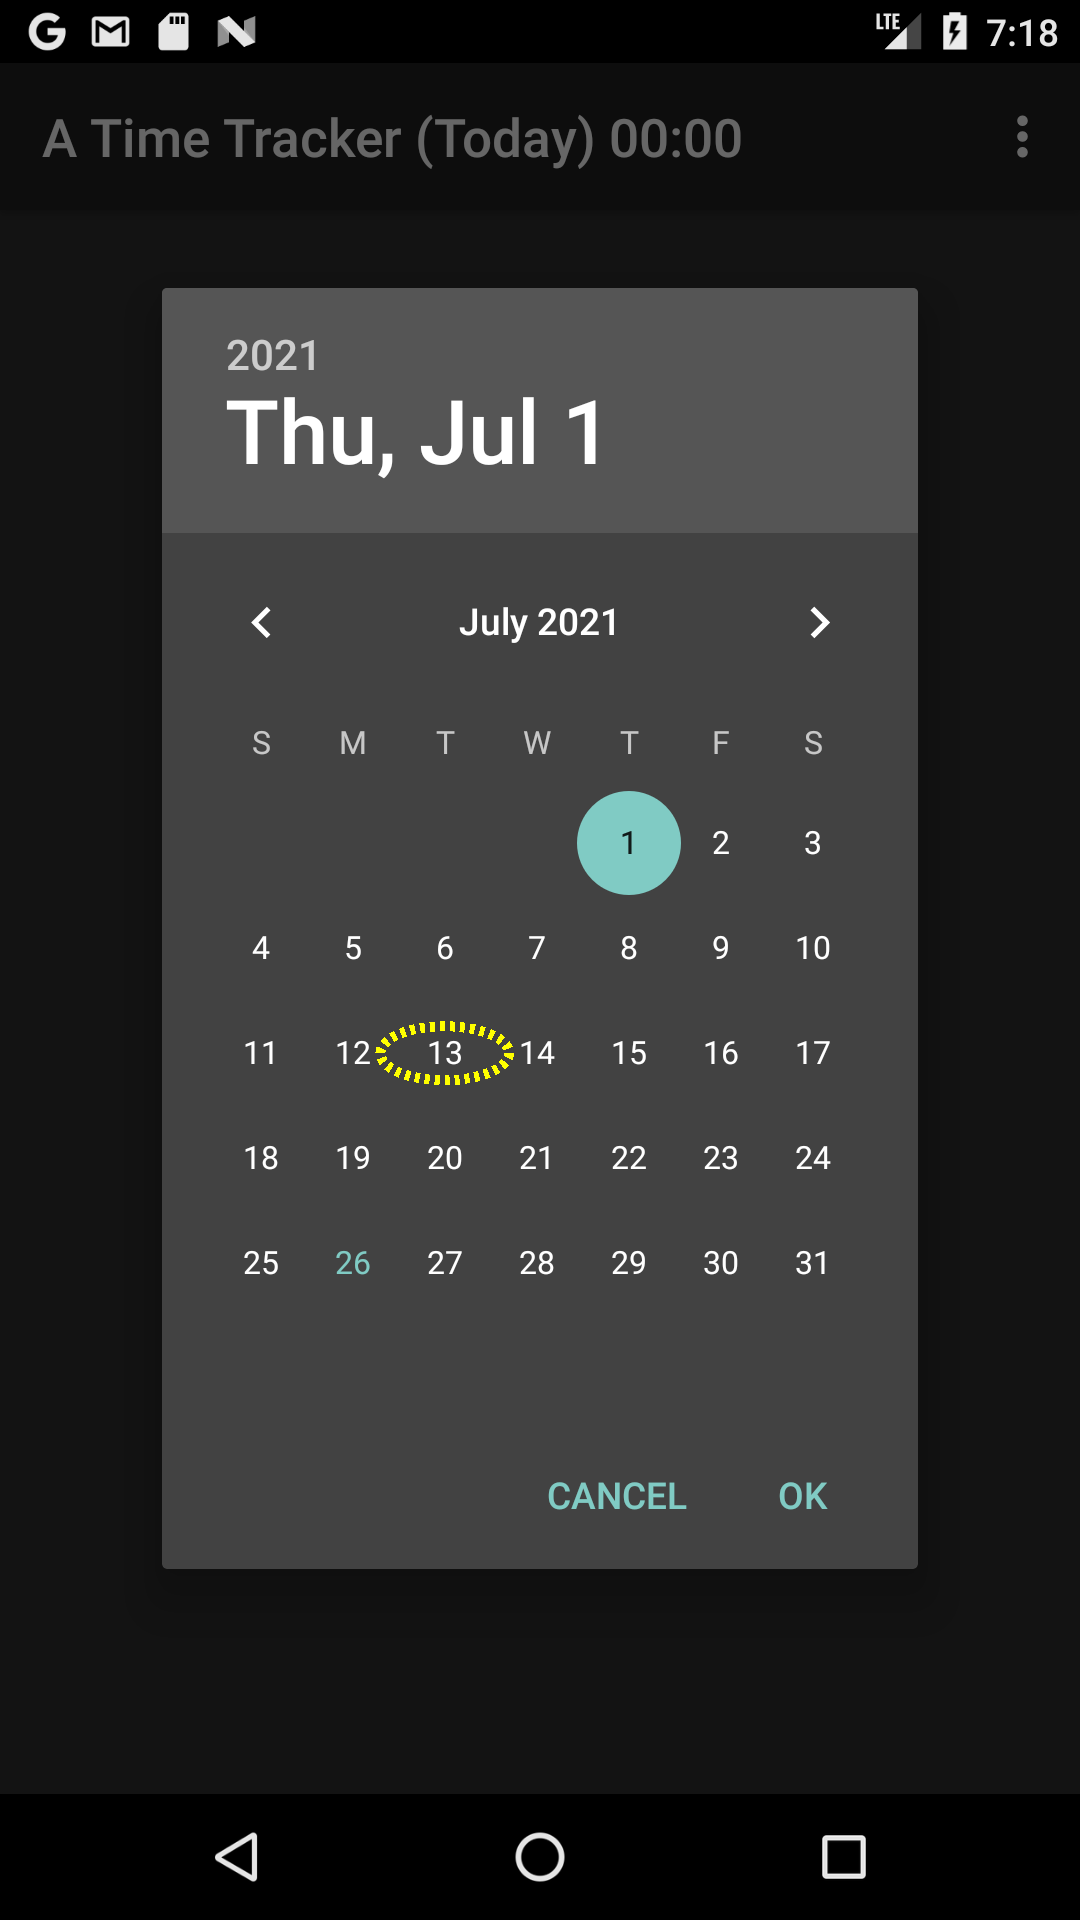 LTE 7:18
A Time Tracker (Today) 00:00
2021
Thu, Jul 1
July 2021
S M T W T F S
1 2 3
4 5 6 7 8 9 10
11 12 13 14 15 16 17
18 19 20 21 22 23 24
25 26 27 28 29 30 31
CANCEL OK